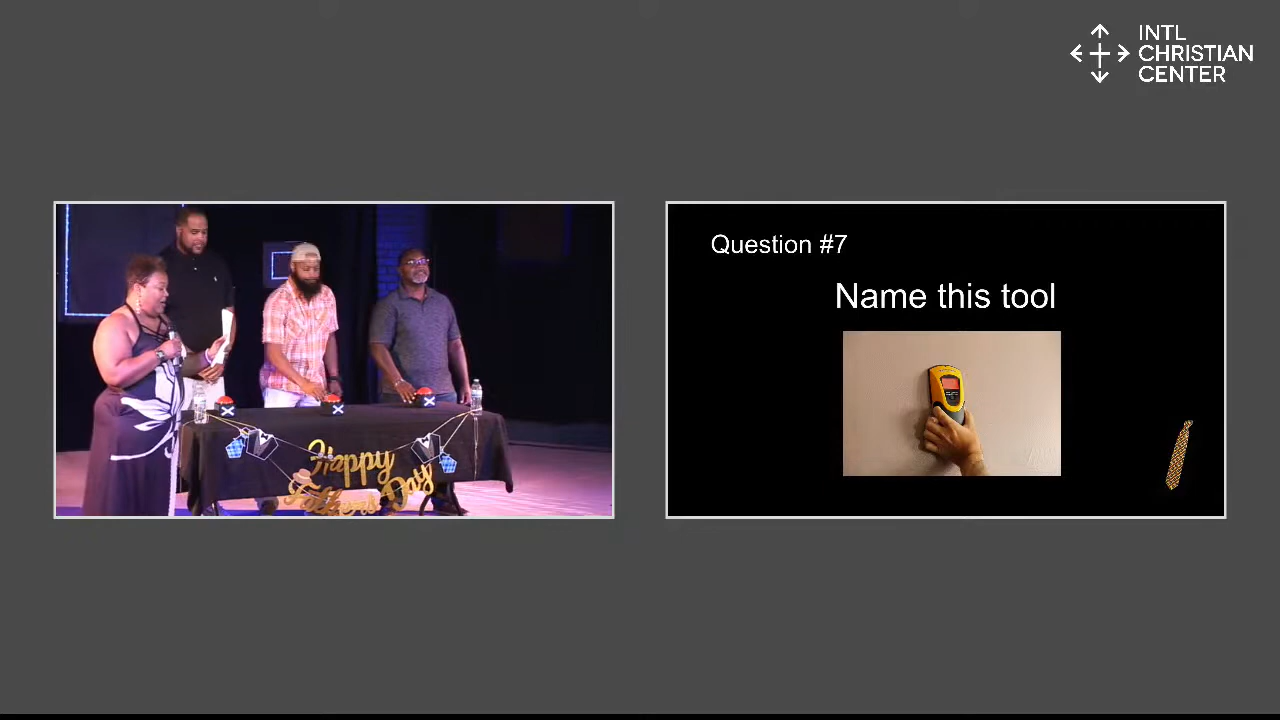 INTL
CHRISTIAN
CENTER
Question #7
Name this tool
Happy
Father's Day